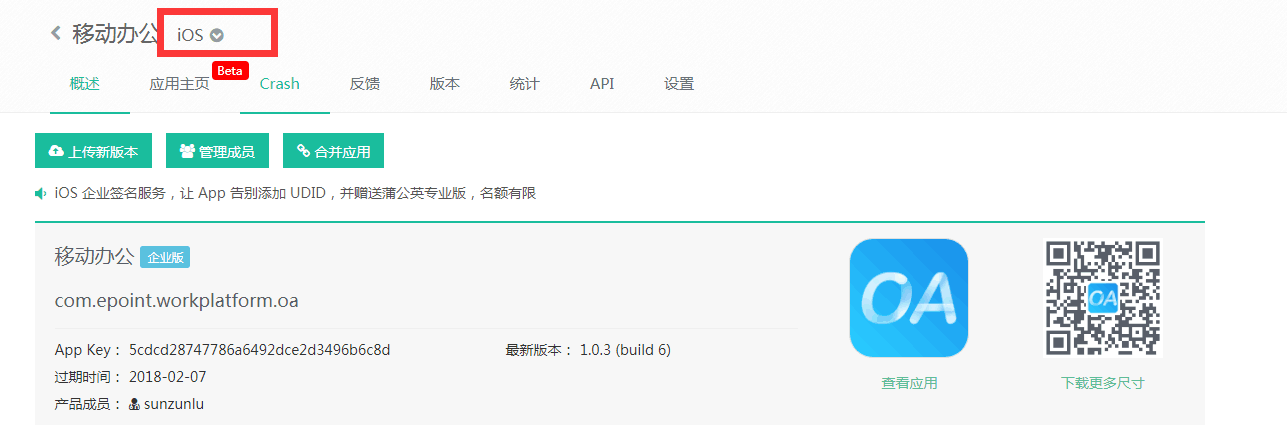 移动办公 iOS
概述 应用主页 Beta Crash 反馈 版本 统计 API 设置
上传新版本 管理成员 合并应用
iOS 企业签名服务，让 App 告别添加 UDID，并赠送蒲公英专业版，名额有限
移动办公 企业版
com.epoint.workplatform.oa
App Key： 5cdcd28747786a6492dce2d3496b6c8d 最新版本： 1.0.3 (build 6)
过期时间： 2018-02-07
产品成员： sunzunlu
OA
OA
查看应用 下载更多尺寸